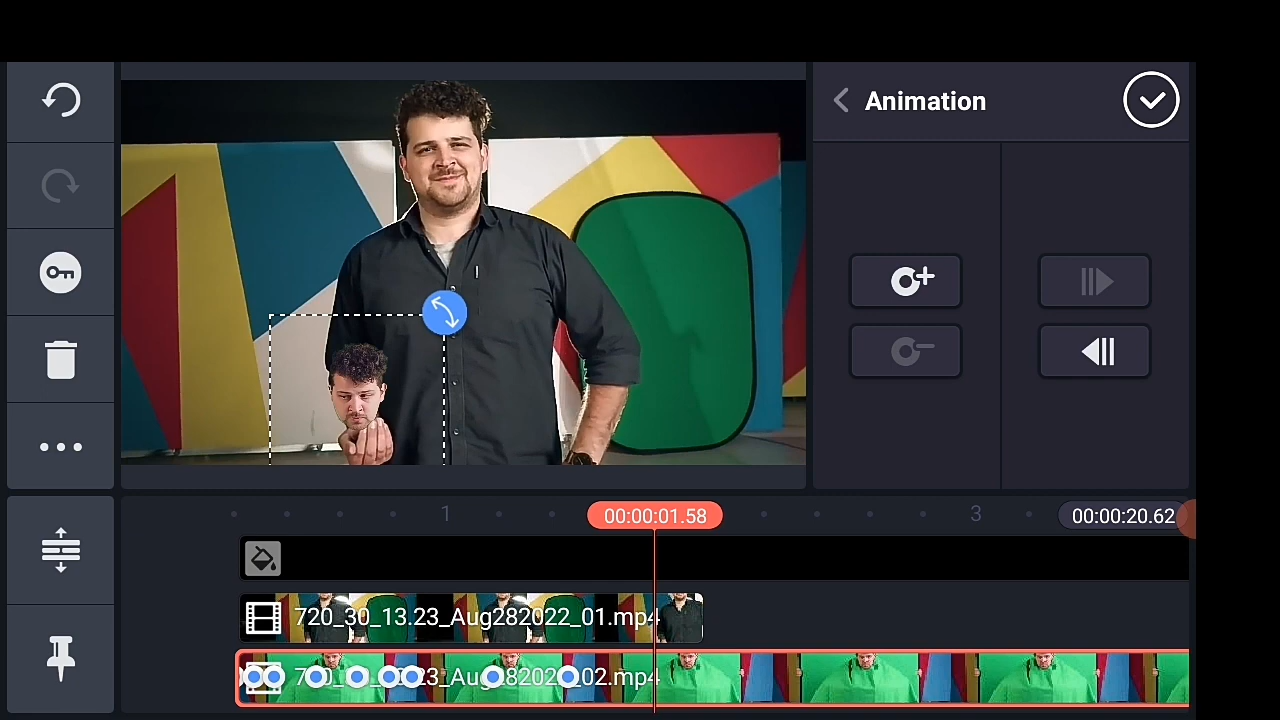 Animation
1
00:00:01.58
3
00:00:20.62
720_30_13.23_Aug282022_01.mp4
02.mp4